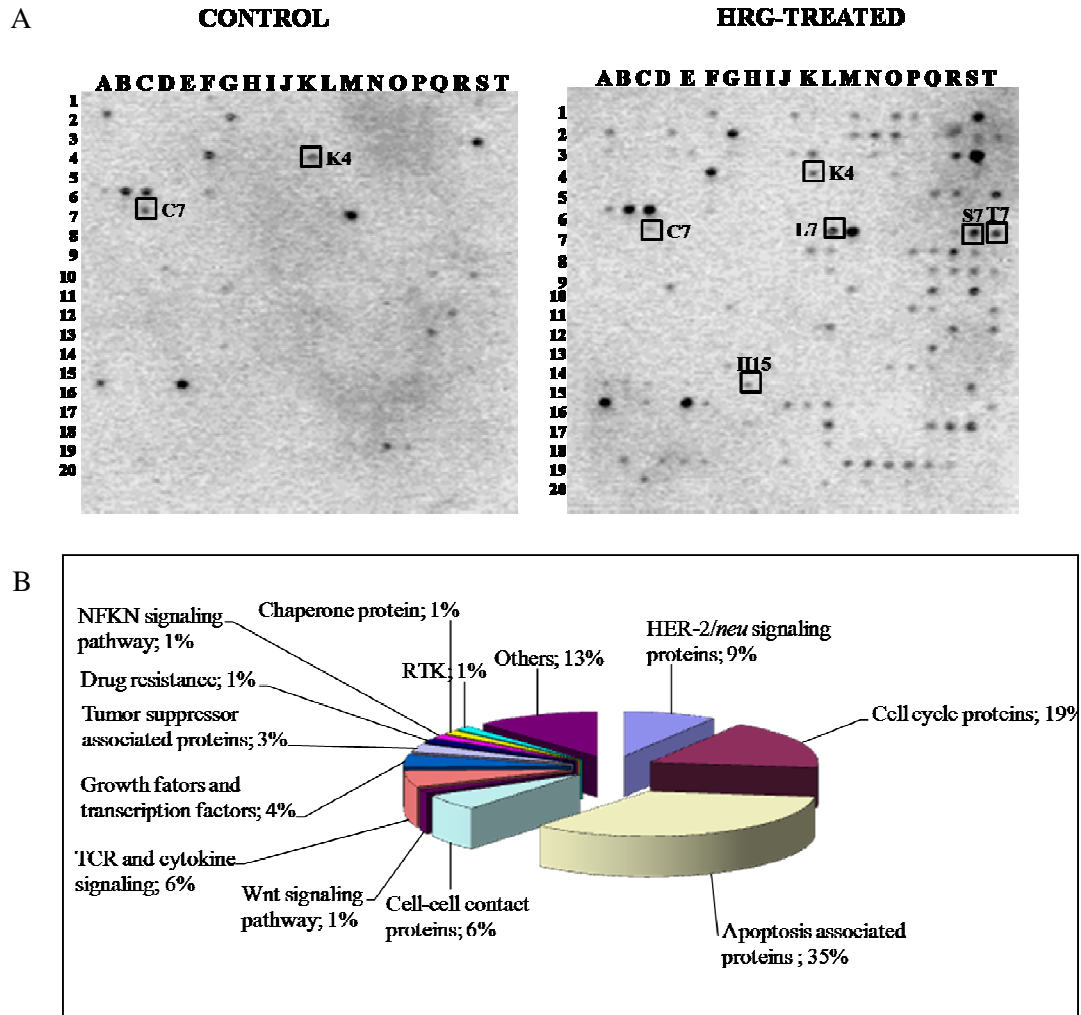 A
CONTROL
HRG-TREATED
A B C D E F G H I J K L M N O P Q R S T
1
2
3
4
5
6
7
8
9
10
11
12
13
14
15
16
17
18
19
20
K4
C7
A B C D E F G H I J K L M N O P Q R S T
1
2
3
4
5
6
7
8
9
10
11
12
13
14
15
16
17
18
19
20
K4
C7
L7
S7 T7
H15
B
NFKN signaling
pathway; 1%
Chaperone protein; 1%
RTK; 1%
Others; 13%
HER-2/neu signaling
proteins; 9%
Cell cycle proteins; 19%
Drug resistance; 1%
Tumor suppressor
associated proteins; 3%
Growth fators and
transcription factors; 4%
TCR and cytokine
signaling; 6%
Wnt signaling
pathway; 1%
Cell-cell contact
proteins; 6%
Apoptosis associated
proteins ; 35%